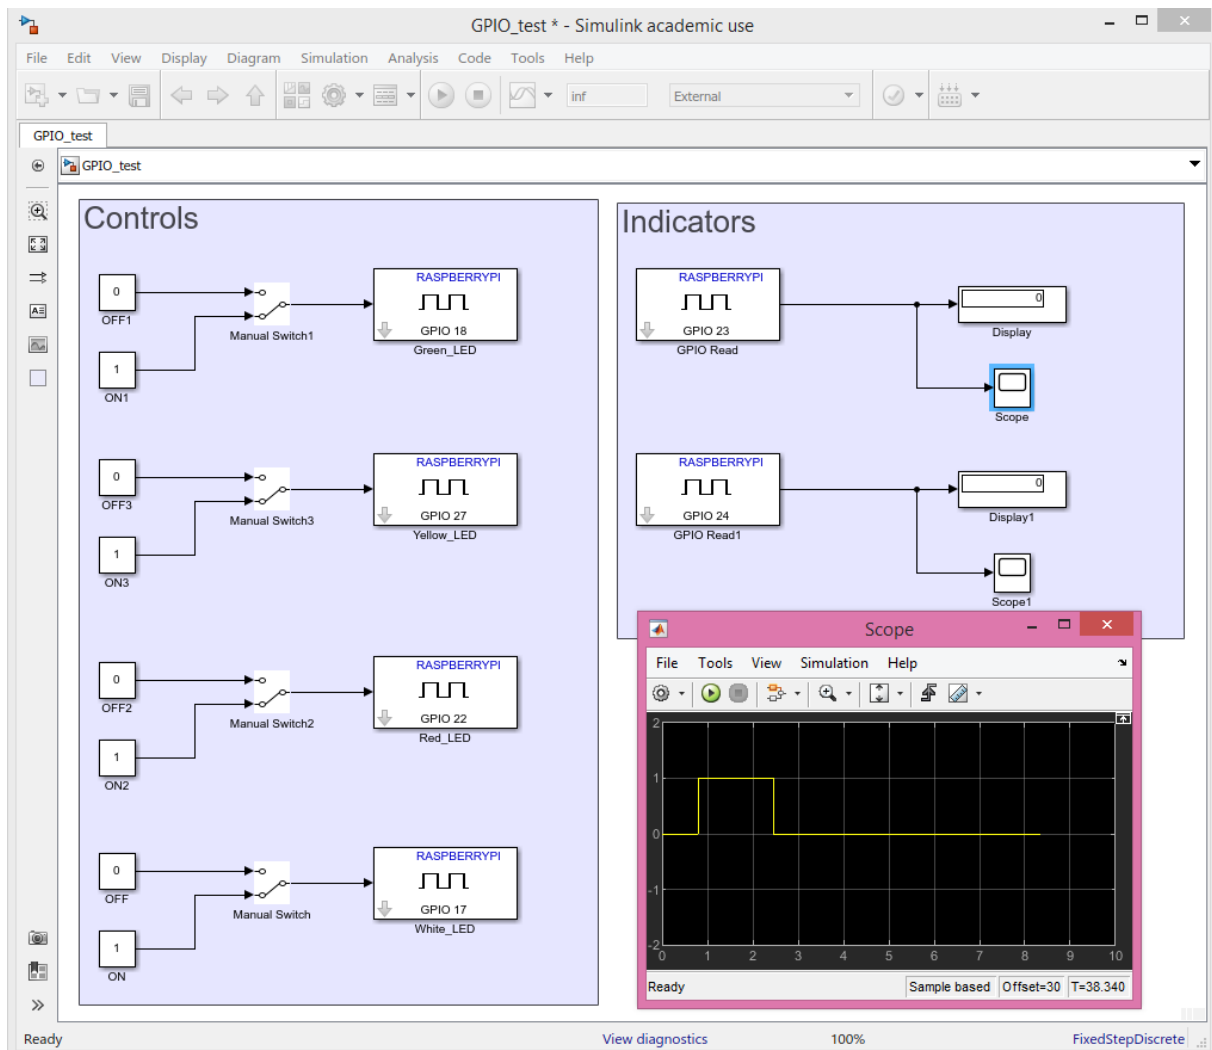 GPIO_test * - Simulink academic use
File Edit View Display Diagram Simulation Analysis Code Tools Help
inf External
GPIO_test
GPIO_test
Controls
0
OFF1
1
ON1
Manual Switch1
RASPBERRYPI
GPIO 18
Green_LED
0
OFF3
1
ON3
Manual Switch3
RASPBERRYPI
GPIO 27
Yellow_LED
0
OFF2
1
ON2
Manual Switch2
RASPBERRYPI
GPIO 22
Red_LED
0
OFF
1
ON
Manual Switch
RASPBERRYPI
GPIO 17
White_LED
Indicators
RASPBERRYPI
GPIO 23
GPIO Read
0
Display
Scope
RASPBERRYPI
GPIO 24
GPIO Read1
0
Display1
Scope1
Scope
File Tools View Simulation Help
2
1
0
-1
-2
0 1 2 3 4 5 6 7 8 9 10
Ready Sample based Offset=30 T=38.340
Ready View diagnostics 100% FixedStepDiscrete